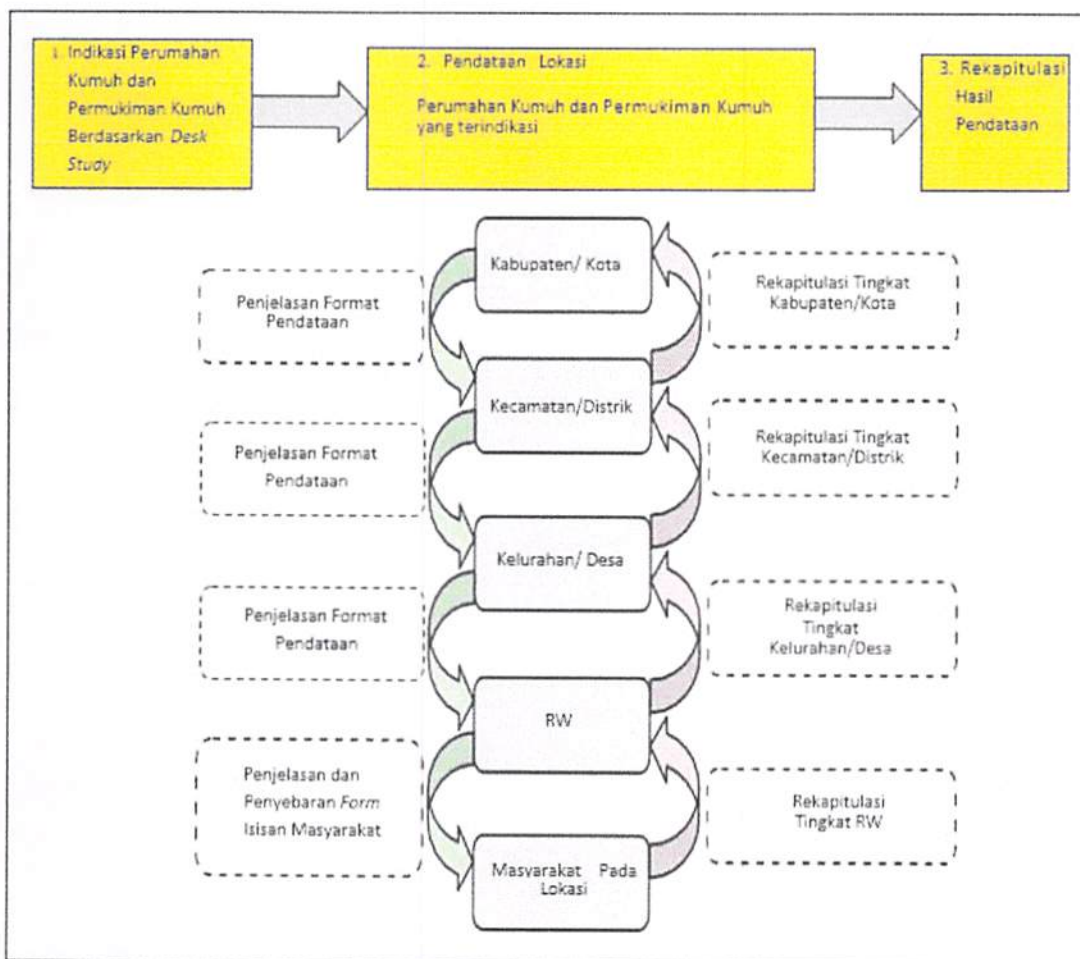 1. Indikasi Perumahan
Kumuh dan
Permukiman Kumuh
Berdasarkan Desk
Study
2. Pendataan Lokasi
Perumahan Kumuh dan Permukiman Kumuh
yang terindikasi
3. Rekapitulasi
Hasil
Pendataan
Kabupaten/ Kota
Penjelasan Format
Pendataan
Rekapitulasi Tingkat
Kabupaten/Kota
Kecamatan/Distrik
Penjelasan Format
Pendataan
Rekapitulasi Tingkat
Kecamatan/Distrik
Kelurahan/ Desa
Penjelasan Format
Pendataan
Rekapitulasi
Tingkat
Kelurahan/Desa
RW
Penjelasan dan
Penyebaran Form
Isisan Masyarakat
Rekapitulasi
Tingkat RW
Masyarakat Pada
Lokasi